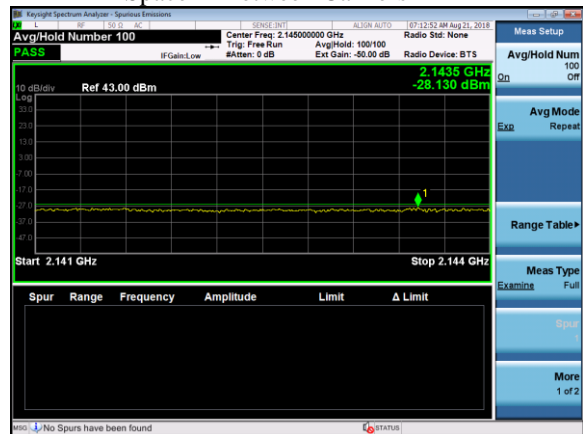 Keysight Spectrum Analyzer - Spurious Emissions
L RF 50 Ω AC SENSE:INT ALIGN AUTO 07:12:52 AM Aug 21, 2018
Avg/Hold Number 100
Center Freq: 2.145000000 GHz
Radio Std: None
Trig: Free Run
Avg|Hold: 100/100
PASS
IFGain:Low
#Atten: 0 dB
Ext Gain: -50.00 dB
Radio Device: BTS
2.1435 GHz
-28.130 dBm
10 dB/div
Ref 43.00 dBm
Log
33.0
23.0
13.0
3.00
-7.00
-17.0
-27.0
-37.0
-47.0
1
Start 2.141 GHz
Stop 2.144 GHz
Spur Range Frequency Amplitude Limit Δ Limit
Meas Setup
Avg/Hold Num
100
On Off
Avg Mode
Exp Repeat
Range Table
Meas Type
Examine Full
Spur
1
More
1 of 2
MSG No Spurs have been found
STATUS